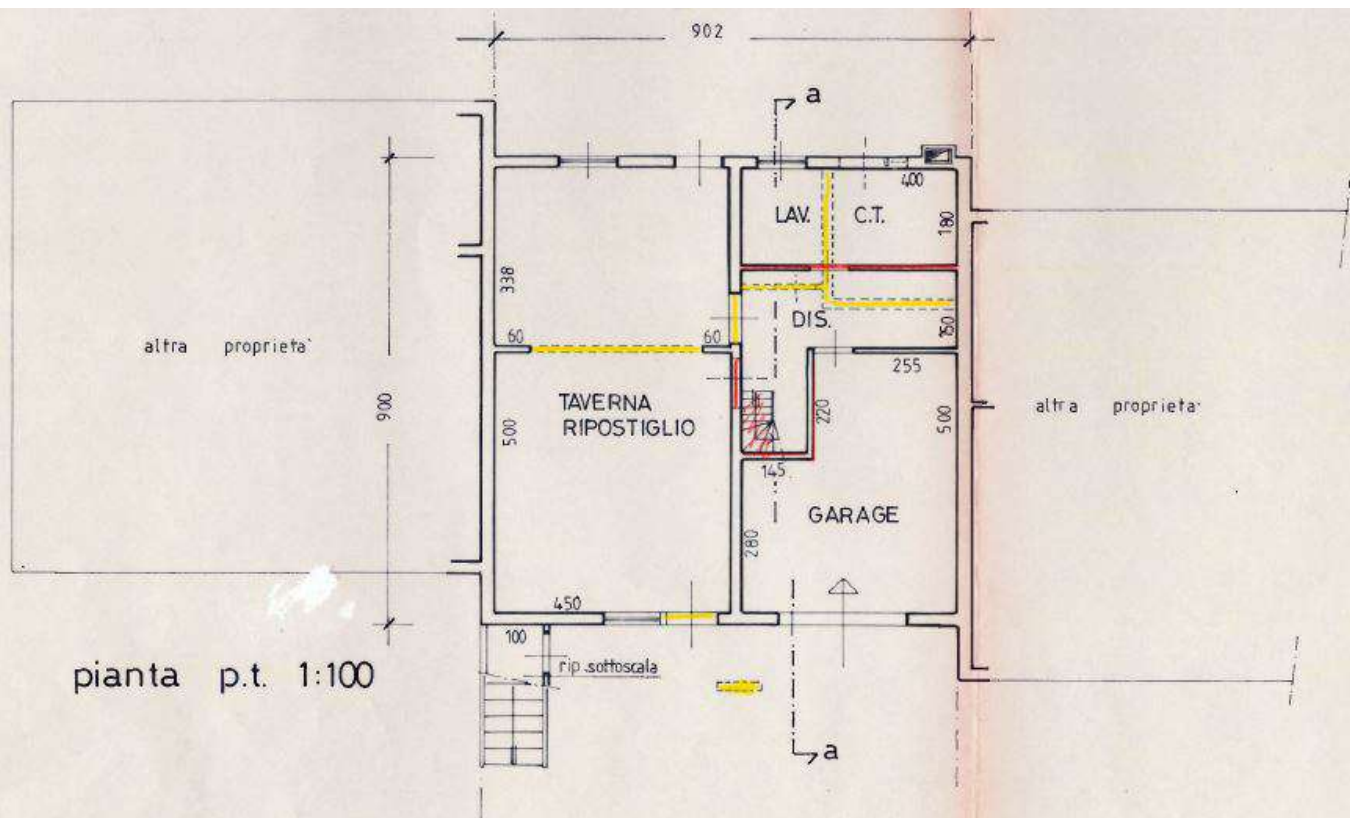 902
a
400
LAV. C.T.
180
338
DIS.
150
60 60
altra proprieta'
255
900
TAVERNA
RIPOSTIGLIO
220
500
500
altra proprieta'
145
GARAGE
280
450
100
rip. sottoscala
pianta p.t. 1:100
a